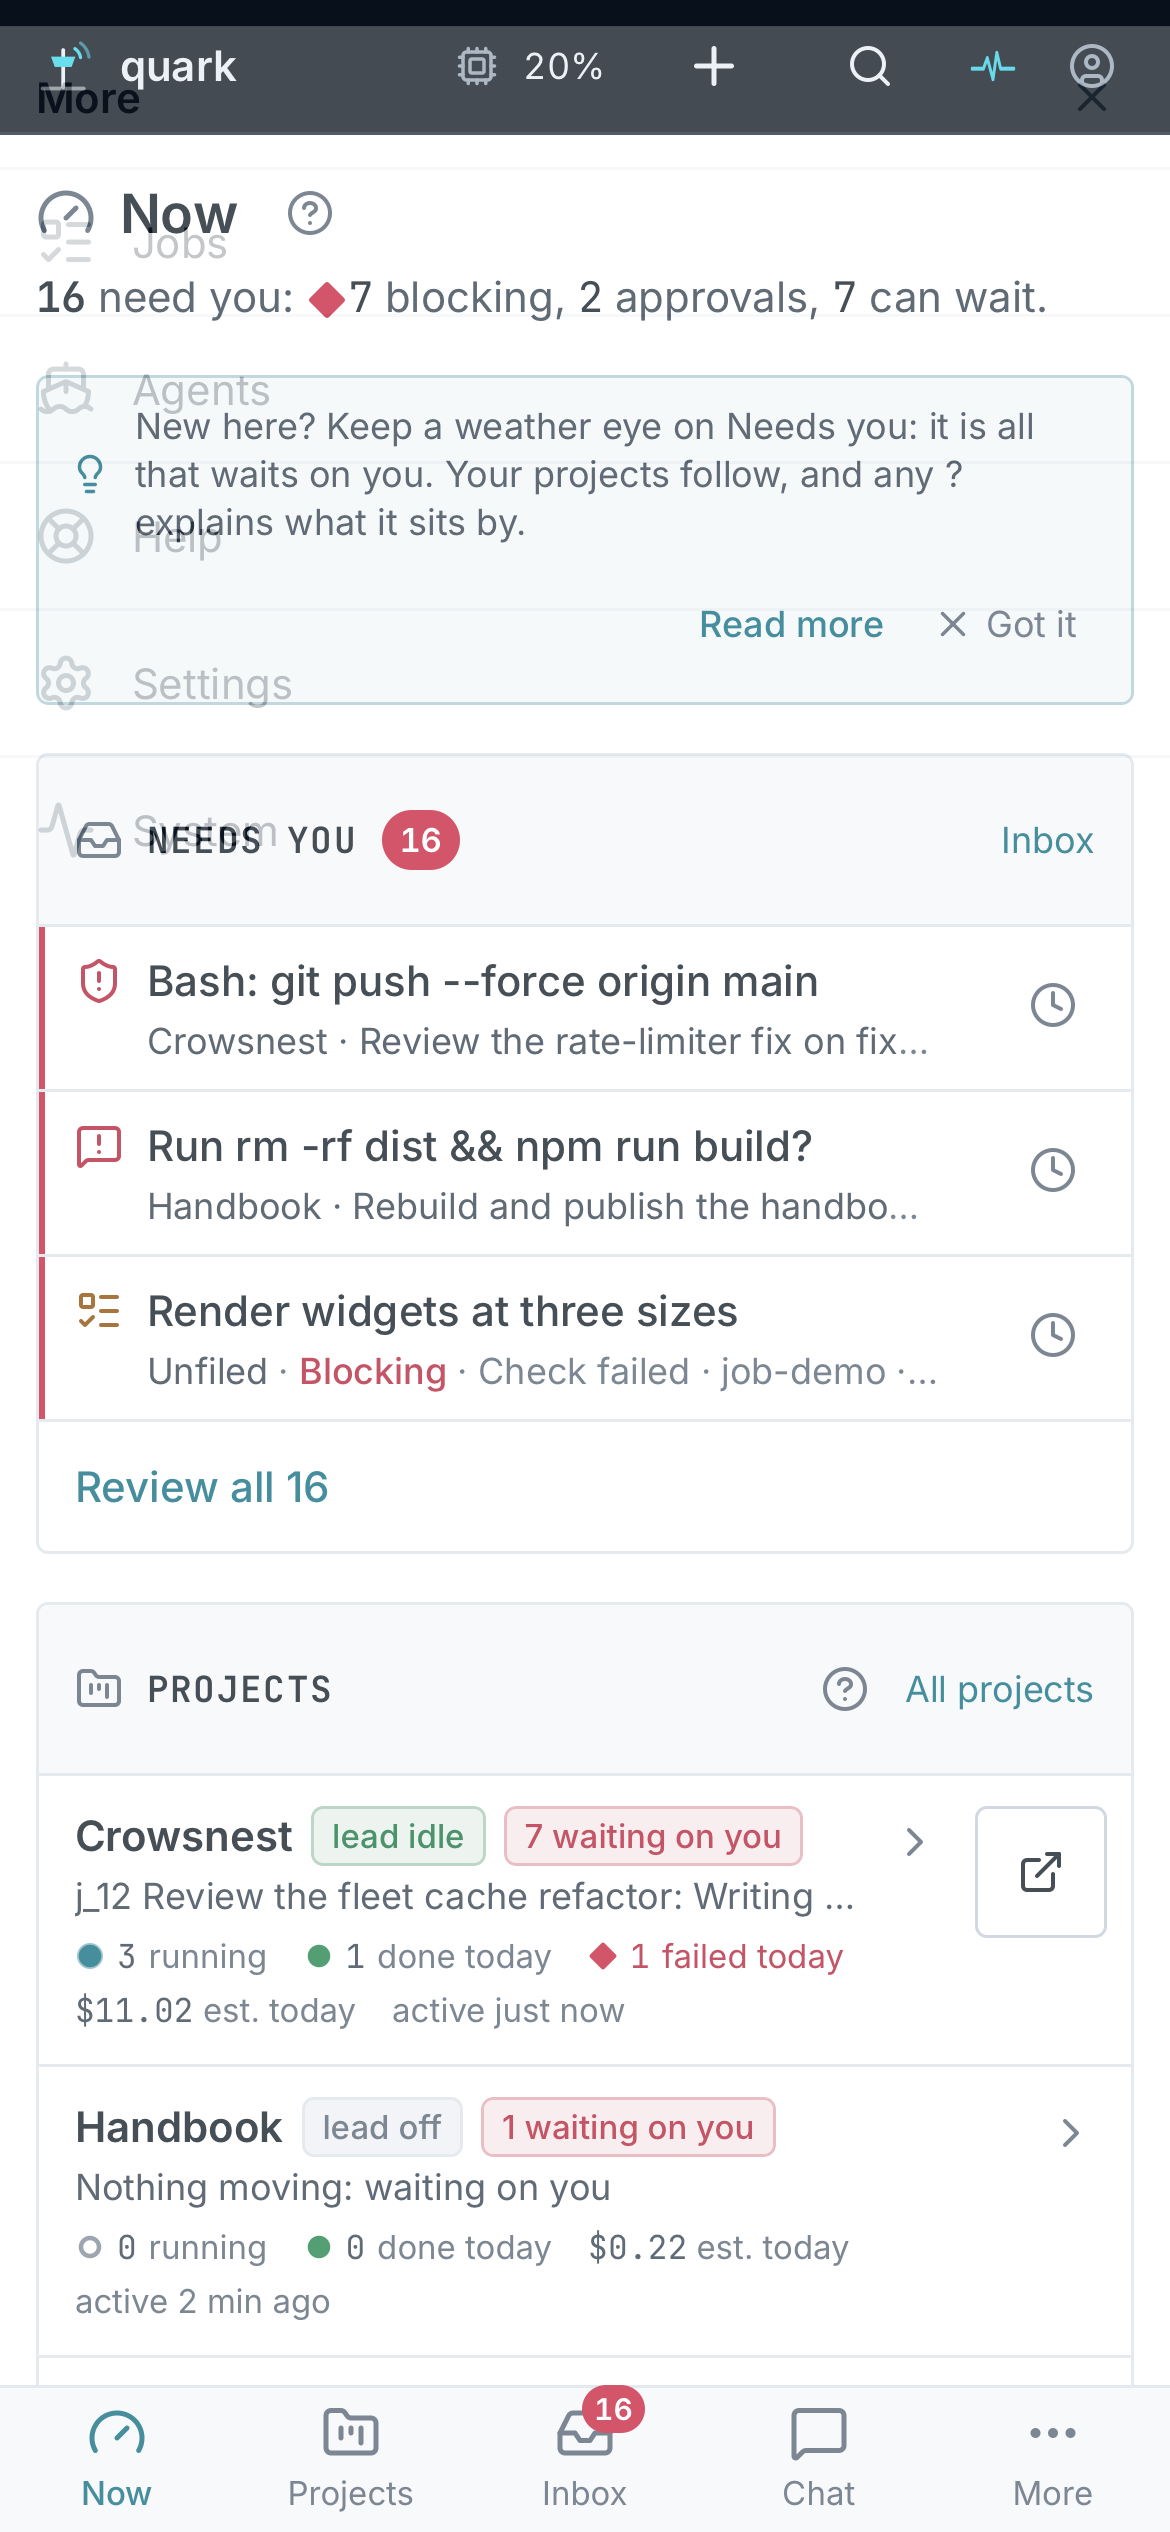 quark
20%
More
Now
Jobs
16 need you: 7 blocking, 2 approvals, 7 can wait.
Agents
New here? Keep a weather eye on Needs you: it is all
that waits on you. Your projects follow, and any ?
explains what it sits by.
Help
Read more
Got it
Settings
System
NEEDS YOU 16
Inbox
Bash: git push --force origin main
Crowsnest · Review the rate-limiter fix on fix...
Run rm -rf dist && npm run build?
Handbook · Rebuild and publish the handbo...
Render widgets at three sizes
Unfiled · Blocking · Check failed · job-demo ·...
Review all 16
PROJECTS
All projects
Crowsnest lead idle 7 waiting on you
j_12 Review the fleet cache refactor: Writing ...
3 running 1 done today 1 failed today
$11.02 est. today active just now
Handbook lead off 1 waiting on you
Nothing moving: waiting on you
0 running 0 done today $0.22 est. today
active 2 min ago
16
Now Projects Inbox Chat More